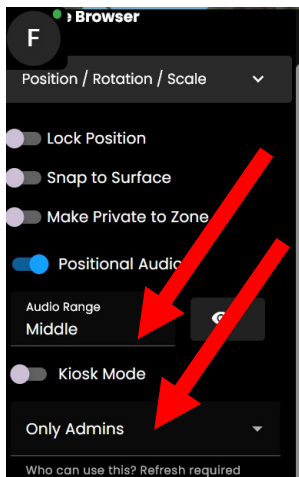 Browser
F
Position / Rotation / Scale
Lock Position
Snap to Surface
Make Private to Zone
Positional Audio
Audio Range
Middle
Kiosk Mode
Only Admins
Who can use this? Refresh required